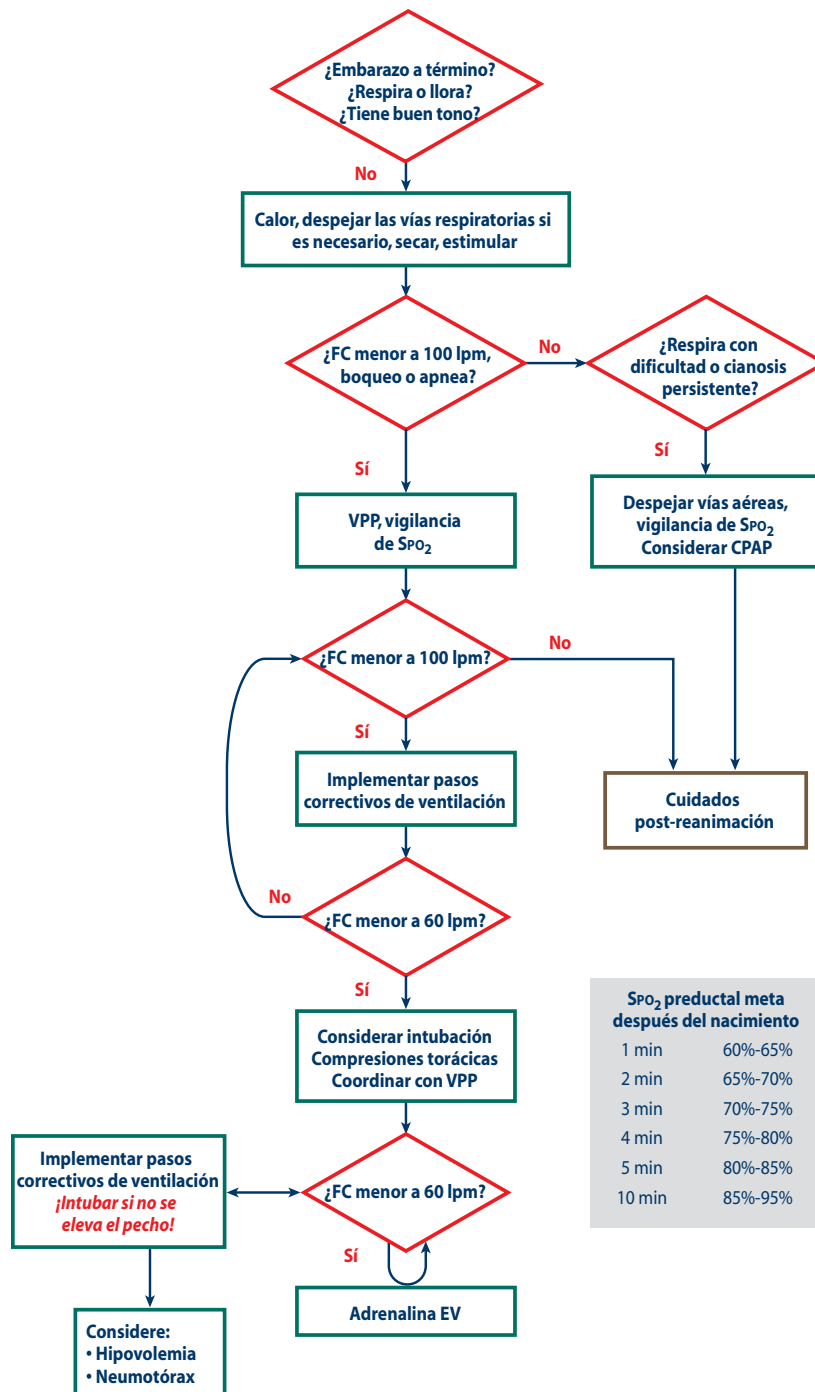 ¿Embarazo a término?
¿Respira o llora?
¿Tiene buen tono?
No
Calor, despejar las vías respiratorias si
es necesario, secar, estimular
¿FC menor a 100 lpm,
boqueo o apnea?
No
¿Respira con
dificultad o cianosis
persistente?
Sí
Sí
VPP, vigilancia
de SPO2
Despejar vías aéreas,
vigilancia de SPO2
Considerar CPAP
¿FC menor a 100 lpm?
No
Sí
Implementar pasos
correctivos de ventilación
Cuidados
post-reanimación
¿FC menor a 60 lpm?
No
Sí
Considerar intubación
Compresiones torácicas
Coordinar con VPP
SPO2 preductal meta
después del nacimiento
1 min 60%-65%
2 min 65%-70%
3 min 70%-75%
4 min 75%-80%
5 min 80%-85%
10 min 85%-95%
Implementar pasos
correctivos de ventilación
¡Intubar si no se
eleva el pecho!
¿FC menor a 60 lpm?
Sí
Adrenalina EV
Considere:
• Hipovolemia
• Neumotórax